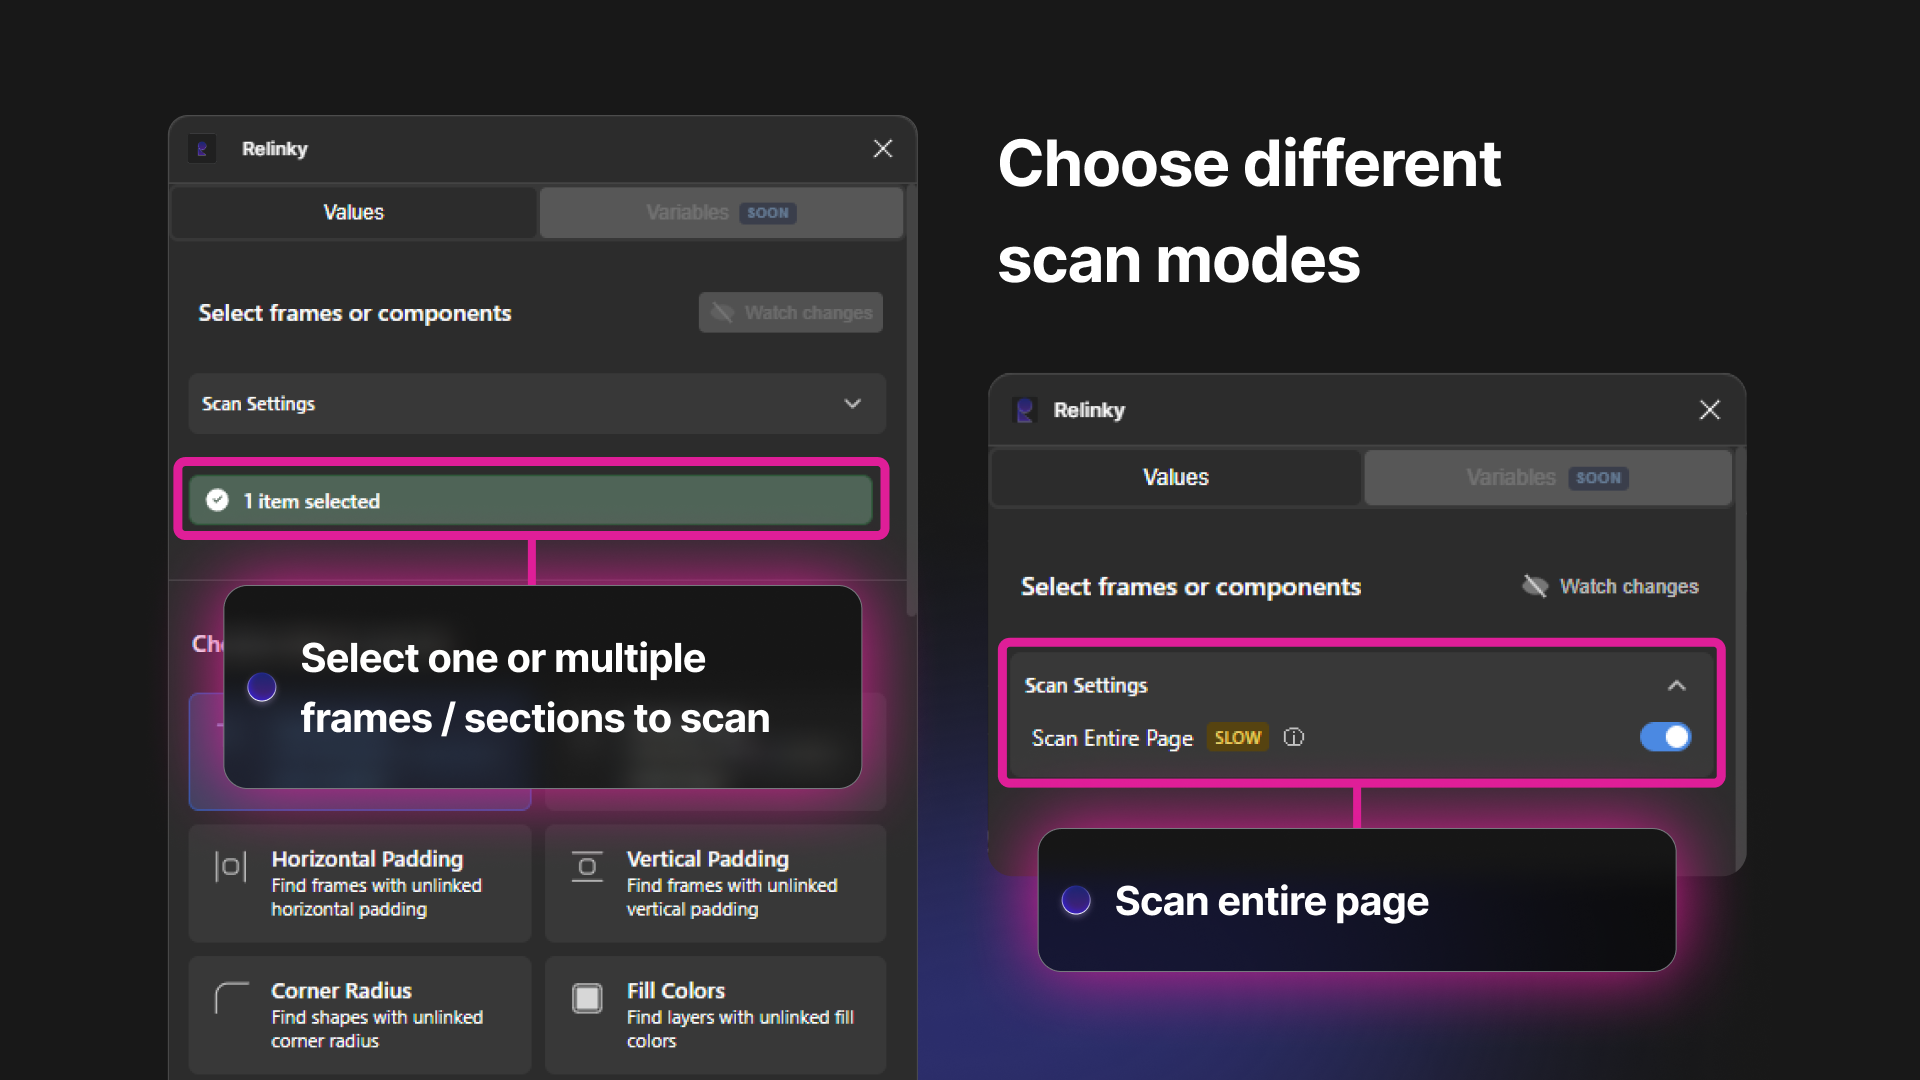 Relinky
Values
Variables SOON
Select frames or components
Watch changes
Scan Settings
1 item selected
Select one or multiple
frames / sections to scan
Horizontal Padding
Find frames with unlinked
horizontal padding
Vertical Padding
Find frames with unlinked
vertical padding
Corner Radius
Find shapes with unlinked
corner radius
Fill Colors
Find layers with unlinked fill
colors
Choose different
scan modes
Relinky
Values
Variables SOON
Select frames or components
Watch changes
Scan Settings
Scan Entire Page SLOW
Scan entire page